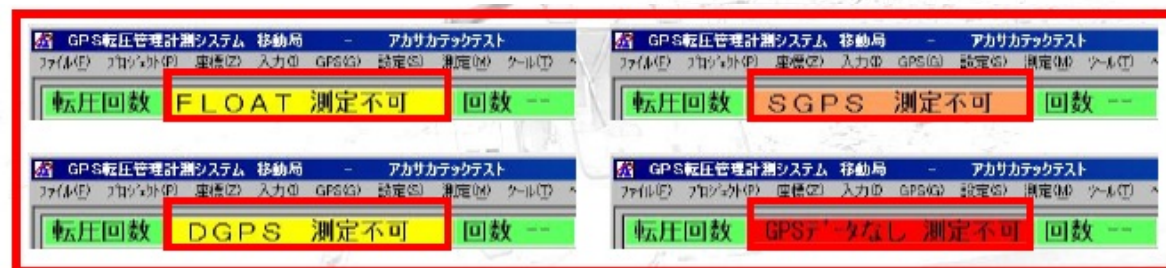 GPS転圧管理計測システム 移動局 - アカサカテックテスト
ファイル(F) プロジェクト(P) 座標(Z) 入力(I) GPS(G) 設定(S) 測定(M) ツール(T)
転圧回数 FLOAT 測定不可 回数 --
GPS転圧管理計測システム 移動局 - アカサカテックテスト
ファイル(F) プロジェクト(P) 座標(Z) 入力(I) GPS(G) 設定(S) 測定(M) ツール(T)
転圧回数 SGPS 測定不可 回数 --
GPS転圧管理計測システム 移動局 - アカサカテックテスト
ファイル(F) プロジェクト(P) 座標(Z) 入力(I) GPS(G) 設定(S) 測定(M) ツール(T)
転圧回数 DGPS 測定不可 回数 --
GPS転圧管理計測システム 移動局 - アカサカテックテスト
ファイル(F) プロジェクト(P) 座標(Z) 入力(I) GPS(G) 設定(S) 測定(M) ツール(T)
転圧回数 GPSデータなし 測定不可 回数 --